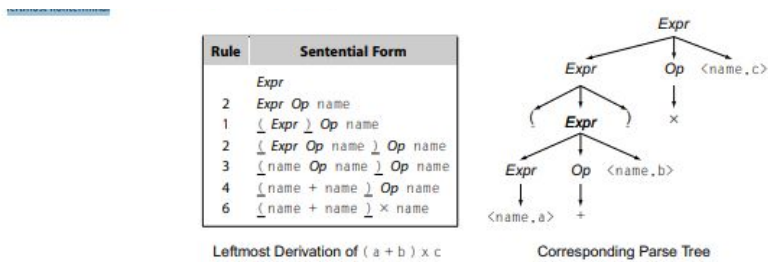 Rule Sentential Form
Expr
2 Expr Op name
1 ( Expr ) Op name
2 ( Expr Op name ) Op name
3 ( name Op name ) Op name
4 ( name + name ) Op name
6 ( name + name ) × name
Leftmost Derivation of ( a + b ) x c
Expr
Expr Op <name,c>
( Expr ) ×
Expr Op <name,b>
<name,a> +
Corresponding Parse Tree